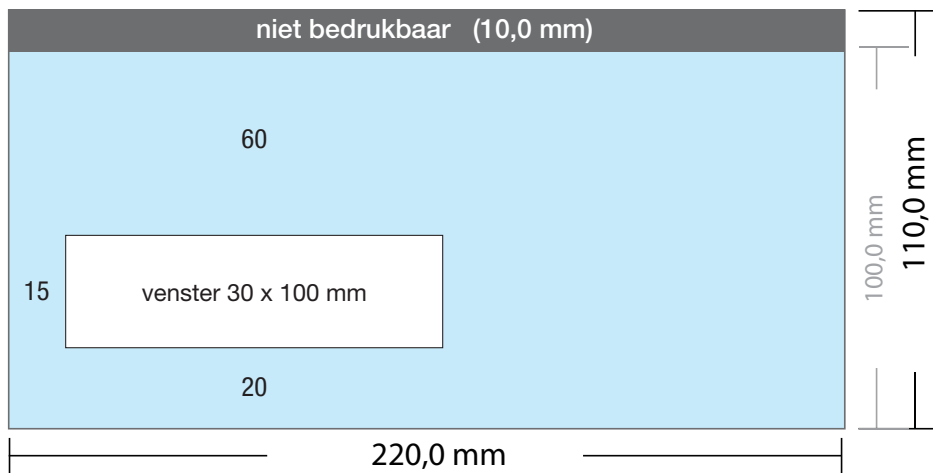 niet bedrukbaar (10,0 mm)
60
15
venster 30 x 100 mm
20
100,0 mm
110,0 mm
220,0 mm